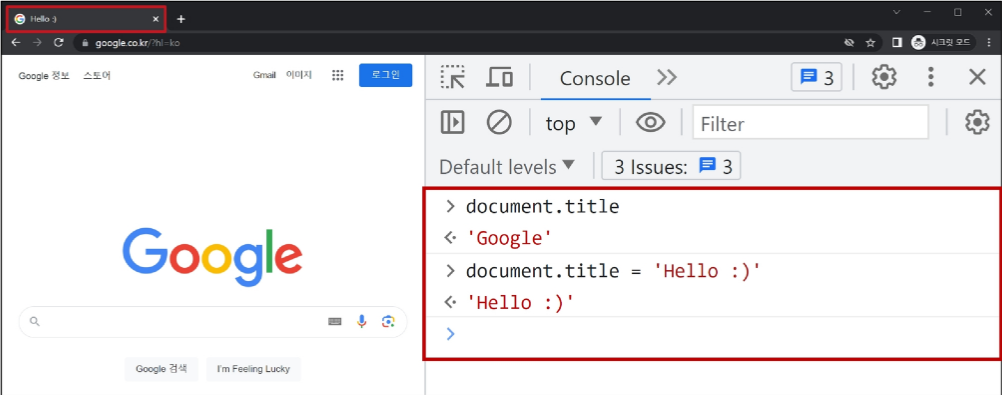 Hello :)
google.co.kr/?hl=ko
시크릿 모드
Google 정보 스토어
Gmail 이미지
로그인
Google
Google 검색 I'm Feeling Lucky
Console
3
top
Filter
Default levels
3 Issues: 3
document.title
'Google'
document.title = 'Hello :)'
'Hello :)'